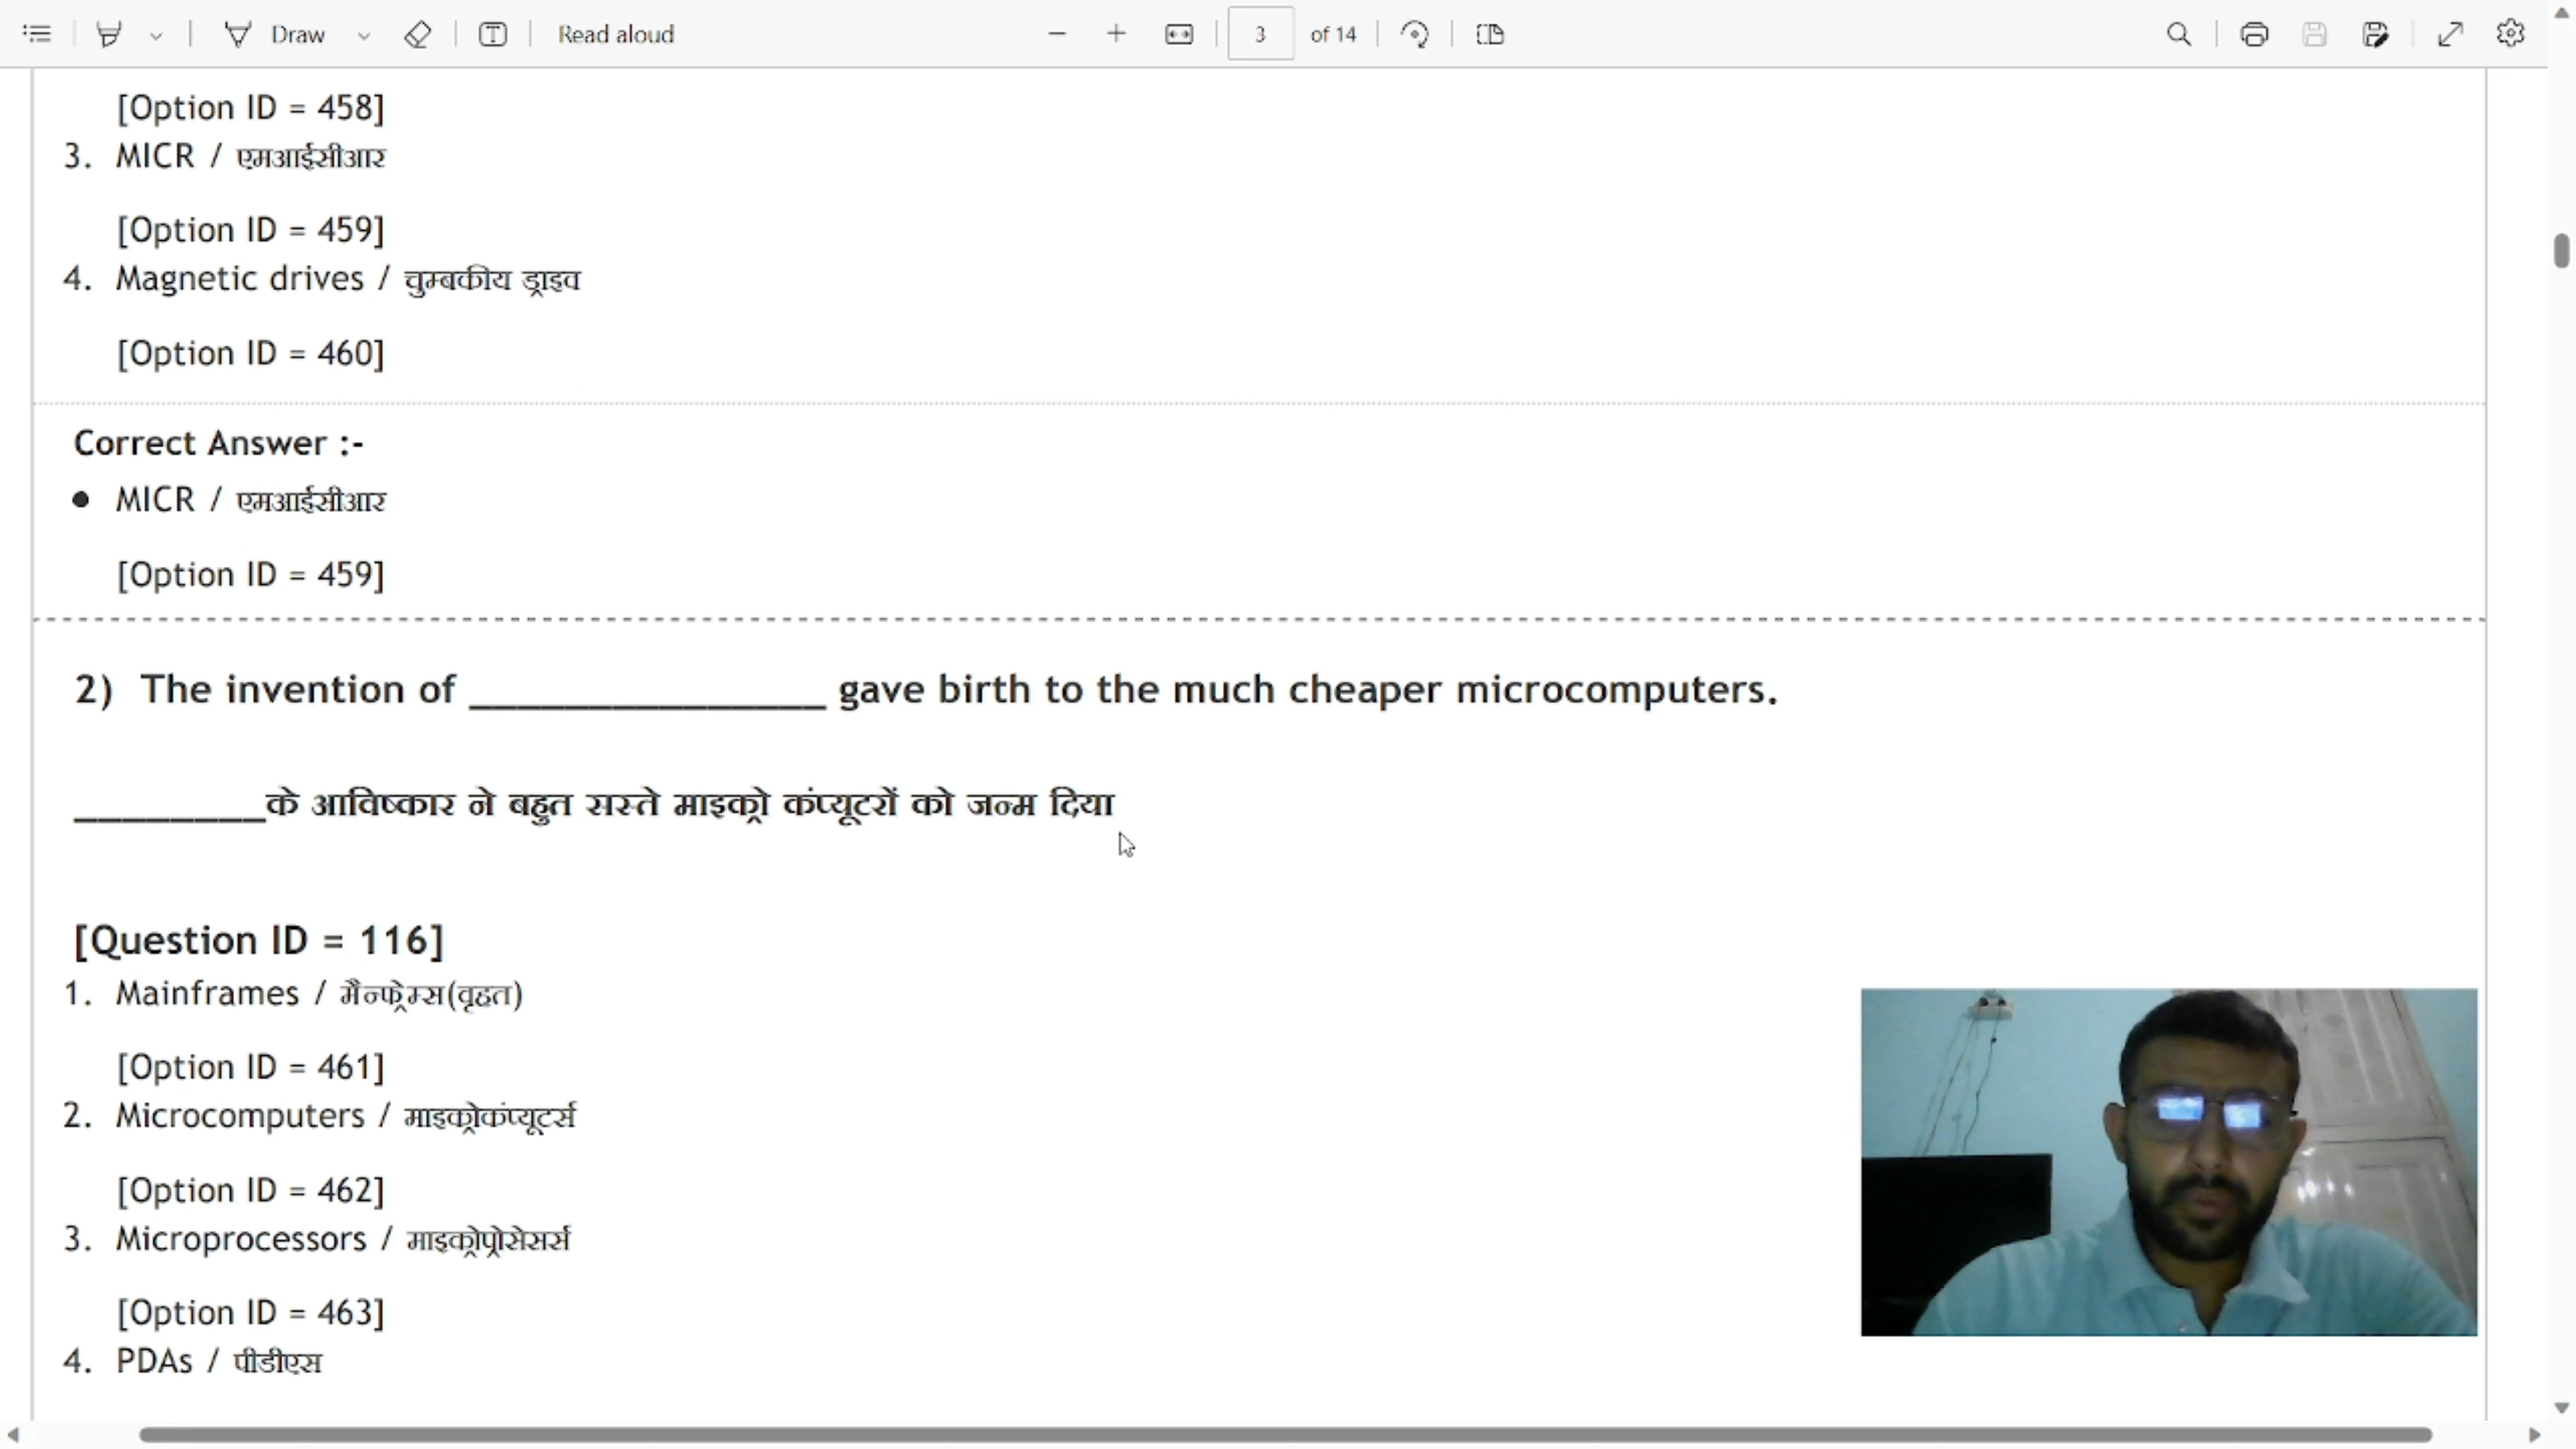 Draw
Read aloud
3 of 14
[Option ID = 458]
3. MICR / एमआईसीआर
[Option ID = 459]
4. Magnetic drives / चुम्बकीय ड्राइव
[Option ID = 460]
Correct Answer :-
• MICR / एमआईसीआर
[Option ID = 459]
2) The invention of _______________ gave birth to the much cheaper microcomputers.
_________के आविष्कार ने बहुत सस्ते माइक्रो कंप्यूटरों को जन्म दिया
[Question ID = 116]
1. Mainframes / मैन्फ्रेम्स(वृहत)
[Option ID = 461]
2. Microcomputers / माइक्रोकंप्यूटर्स
[Option ID = 462]
3. Microprocessors / माइक्रोप्रोसेसर्स
[Option ID = 463]
4. PDAs / पीडीएस